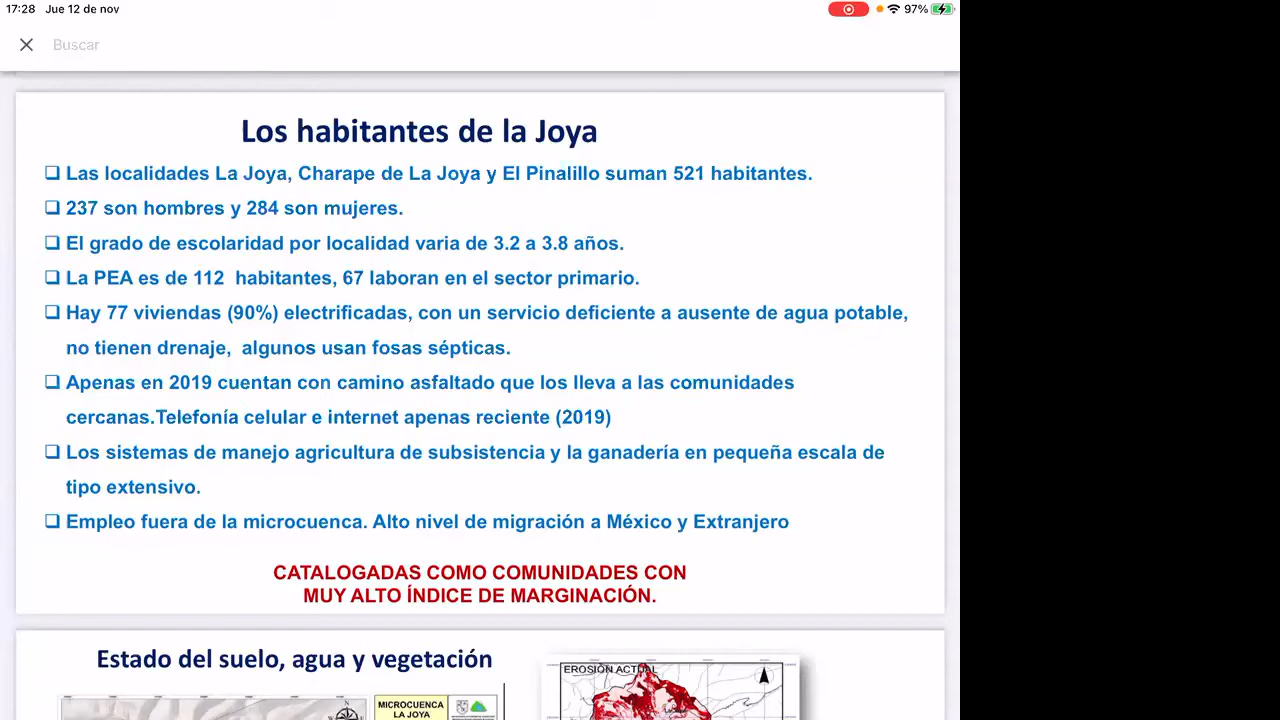 17:28 Jue 12 de nov
97%
Buscar
Los habitantes de la Joya
Las localidades La Joya, Charape de La Joya y El Pinalillo suman 521 habitantes.
237 son hombres y 284 son mujeres.
El grado de escolaridad por localidad varia de 3.2 a 3.8 años.
La PEA es de 112 habitantes, 67 laboran en el sector primario.
Hay 77 viviendas (90%) electrificadas, con un servicio deficiente a ausente de agua potable,
no tienen drenaje, algunos usan fosas sépticas.
Apenas en 2019 cuentan con camino asfaltado que los lleva a las comunidades
cercanas.Telefonía celular e internet apenas reciente (2019)
Los sistemas de manejo agricultura de subsistencia y la ganadería en pequeña escala de
tipo extensivo.
Empleo fuera de la microcuenca. Alto nivel de migración a México y Extranjero
CATALOGADAS COMO COMUNIDADES CON
MUY ALTO ÍNDICE DE MARGINACIÓN.
Estado del suelo, agua y vegetación
EROSIÓN ACTUAL
N
MICROCUENCA
LA JOYA